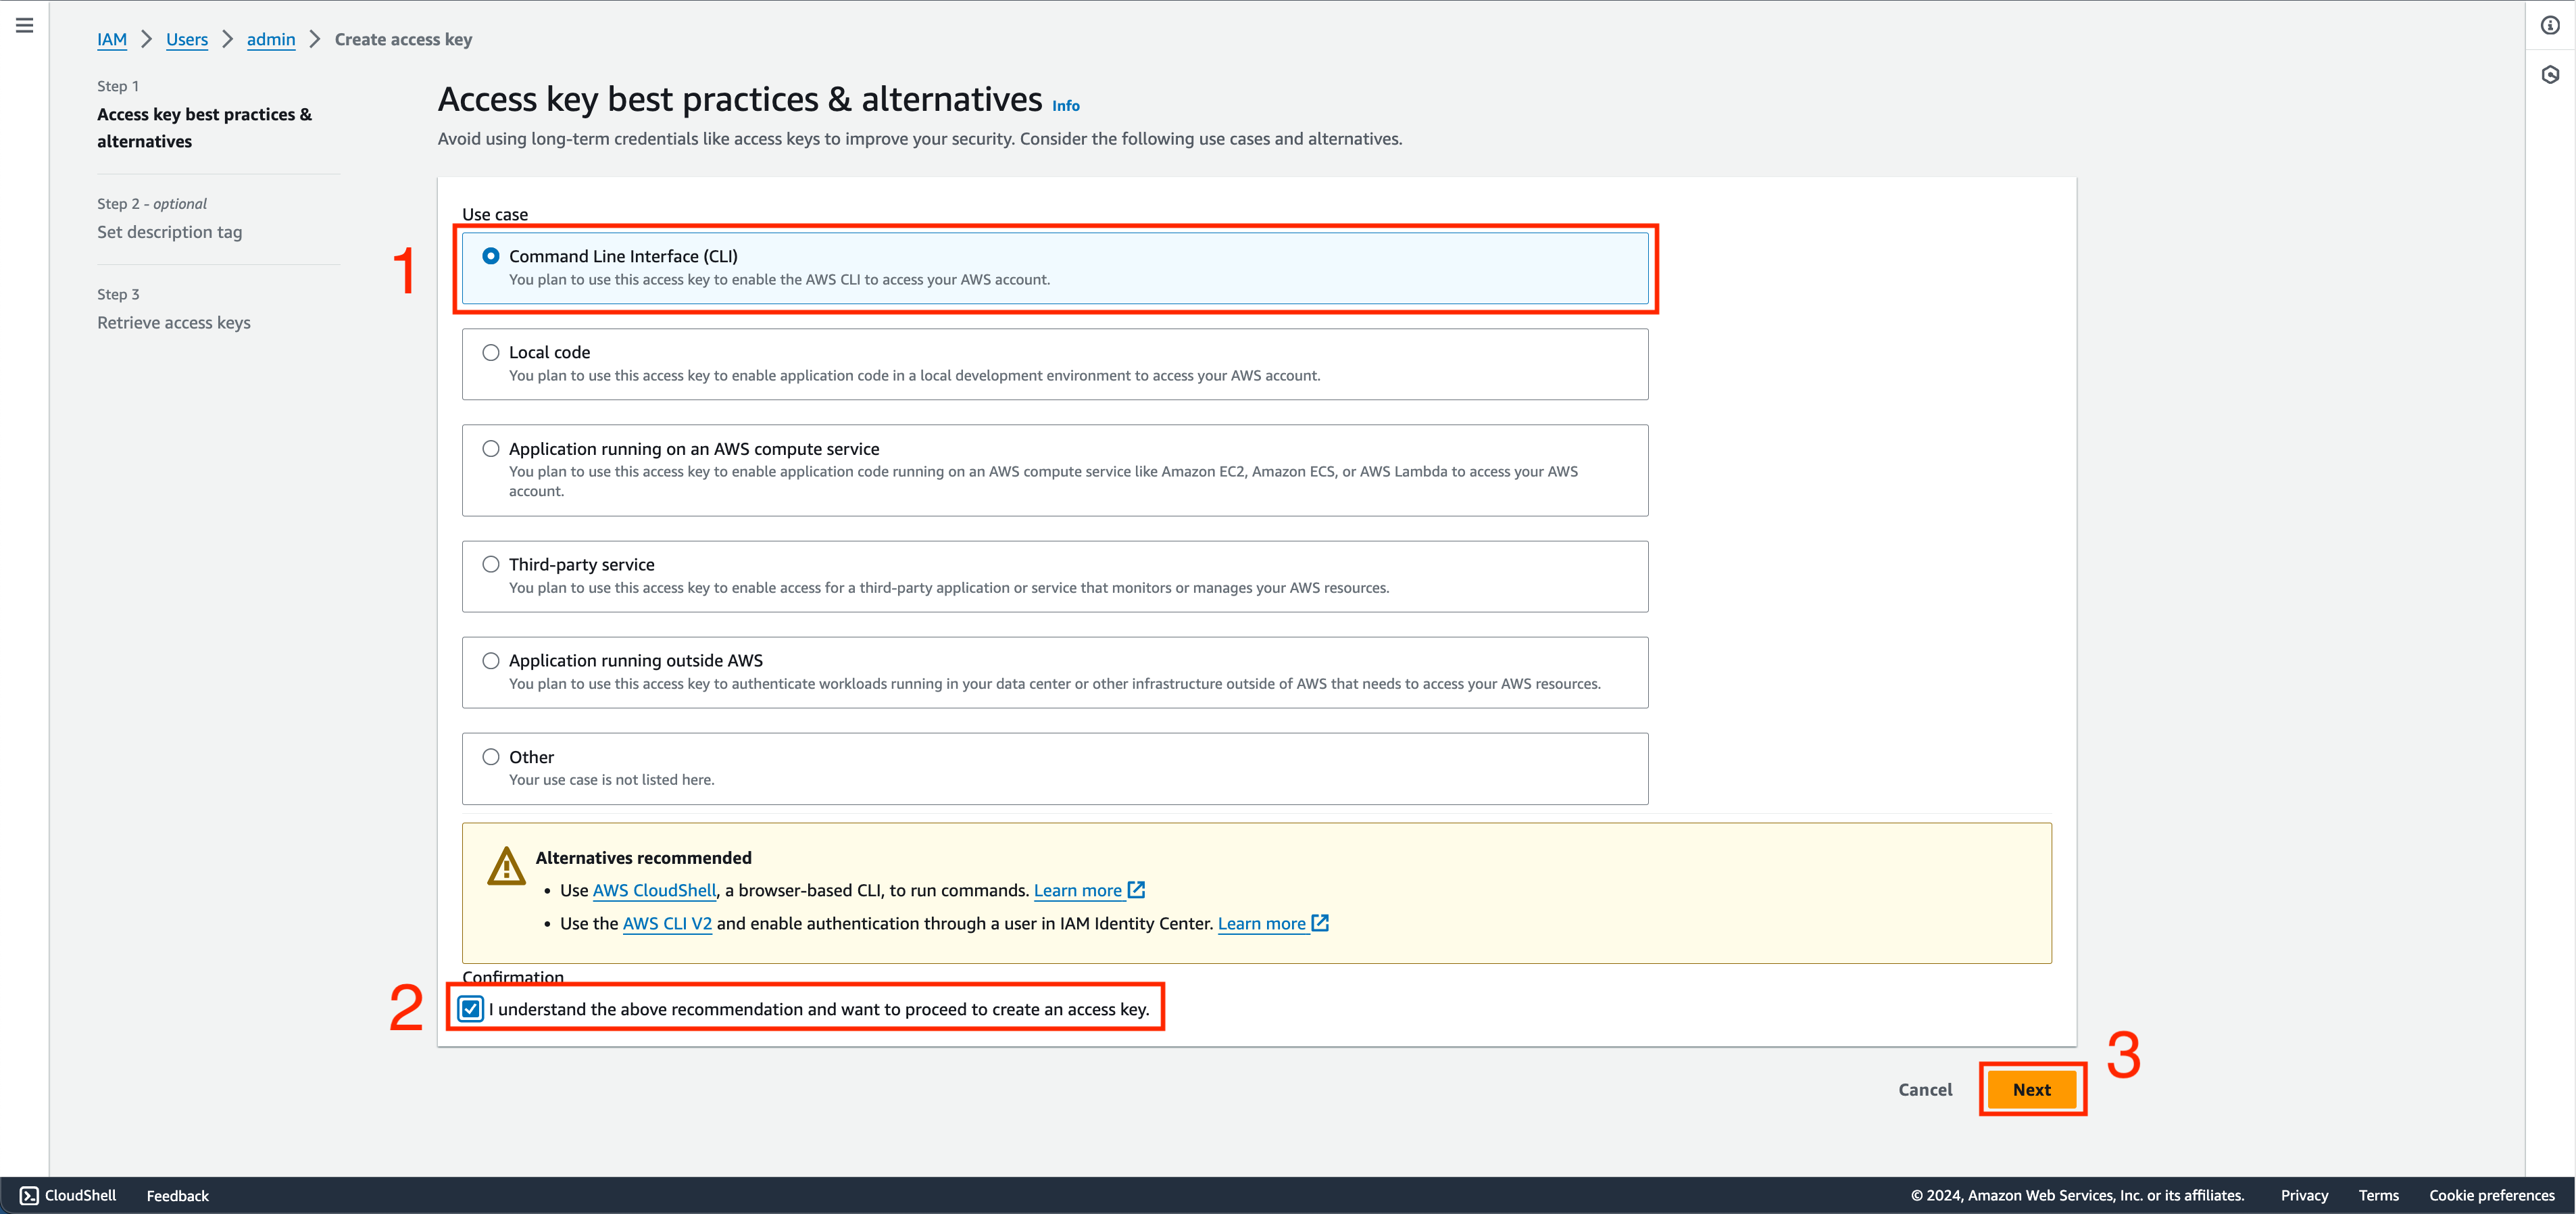 IAM > Users > admin > Create access key
Step 1
Access key best practices &
alternatives
Step 2 - optional
Set description tag
Step 3
Retrieve access keys
Access key best practices & alternatives Info
Avoid using long-term credentials like access keys to improve your security. Consider the following use cases and alternatives.
Use case
1
Command Line Interface (CLI)
You plan to use this access key to enable the AWS CLI to access your AWS account.
Local code
You plan to use this access key to enable application code in a local development environment to access your AWS account.
Application running on an AWS compute service
You plan to use this access key to enable application code running on an AWS compute service like Amazon EC2, Amazon ECS, or AWS Lambda to access your AWS
account.
Third-party service
You plan to use this access key to enable access for a third-party application or service that monitors or manages your AWS resources.
Application running outside AWS
You plan to use this access key to authenticate workloads running in your data center or other infrastructure outside of AWS that needs to access your AWS resources.
Other
Your use case is not listed here.
Alternatives recommended
• Use AWS CloudShell, a browser-based CLI, to run commands. Learn more
• Use the AWS CLI V2 and enable authentication through a user in IAM Identity Center. Learn more
Confirmation
2
I understand the above recommendation and want to proceed to create an access key.
Cancel
Next
3
CloudShell
Feedback
© 2024, Amazon Web Services, Inc. or its affiliates.
Privacy
Terms
Cookie preferences